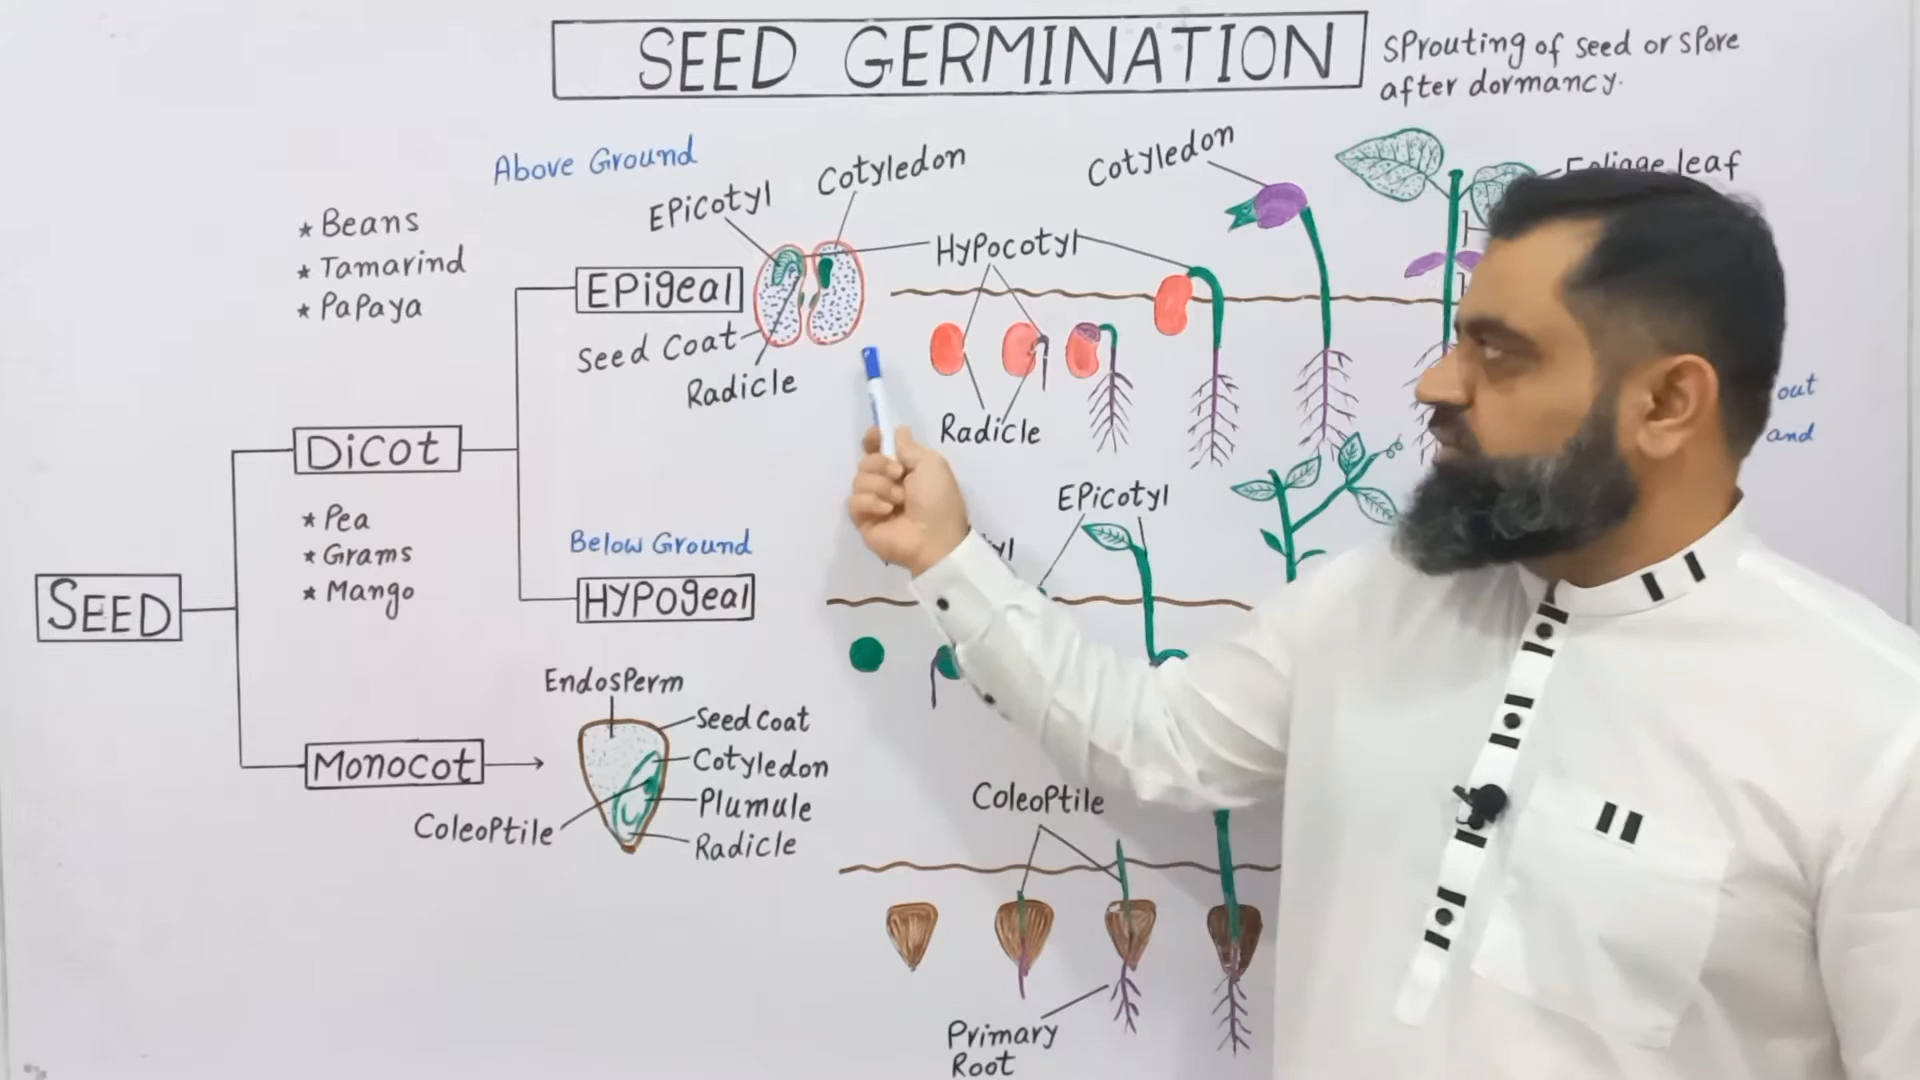 SEED GERMINATION
Sprouting of seed or spore
after dormancy.
Above Ground
* Beans
* Tamarind
* Papaya
Epicotyl
Cotyledon
EPigeal
Seed Coat
Radicle
Hypocotyl
Radicle
Cotyledon
leaf
out
and
DiCot
* Pea
* Grams
* Mango
Below Ground
HYPOgeal
Epicotyl
SEED
Monocot
Endosperm
Seed Coat
Cotyledon
Plumule
Radicle
Coleoptile
Coleoptile
Primary
Root